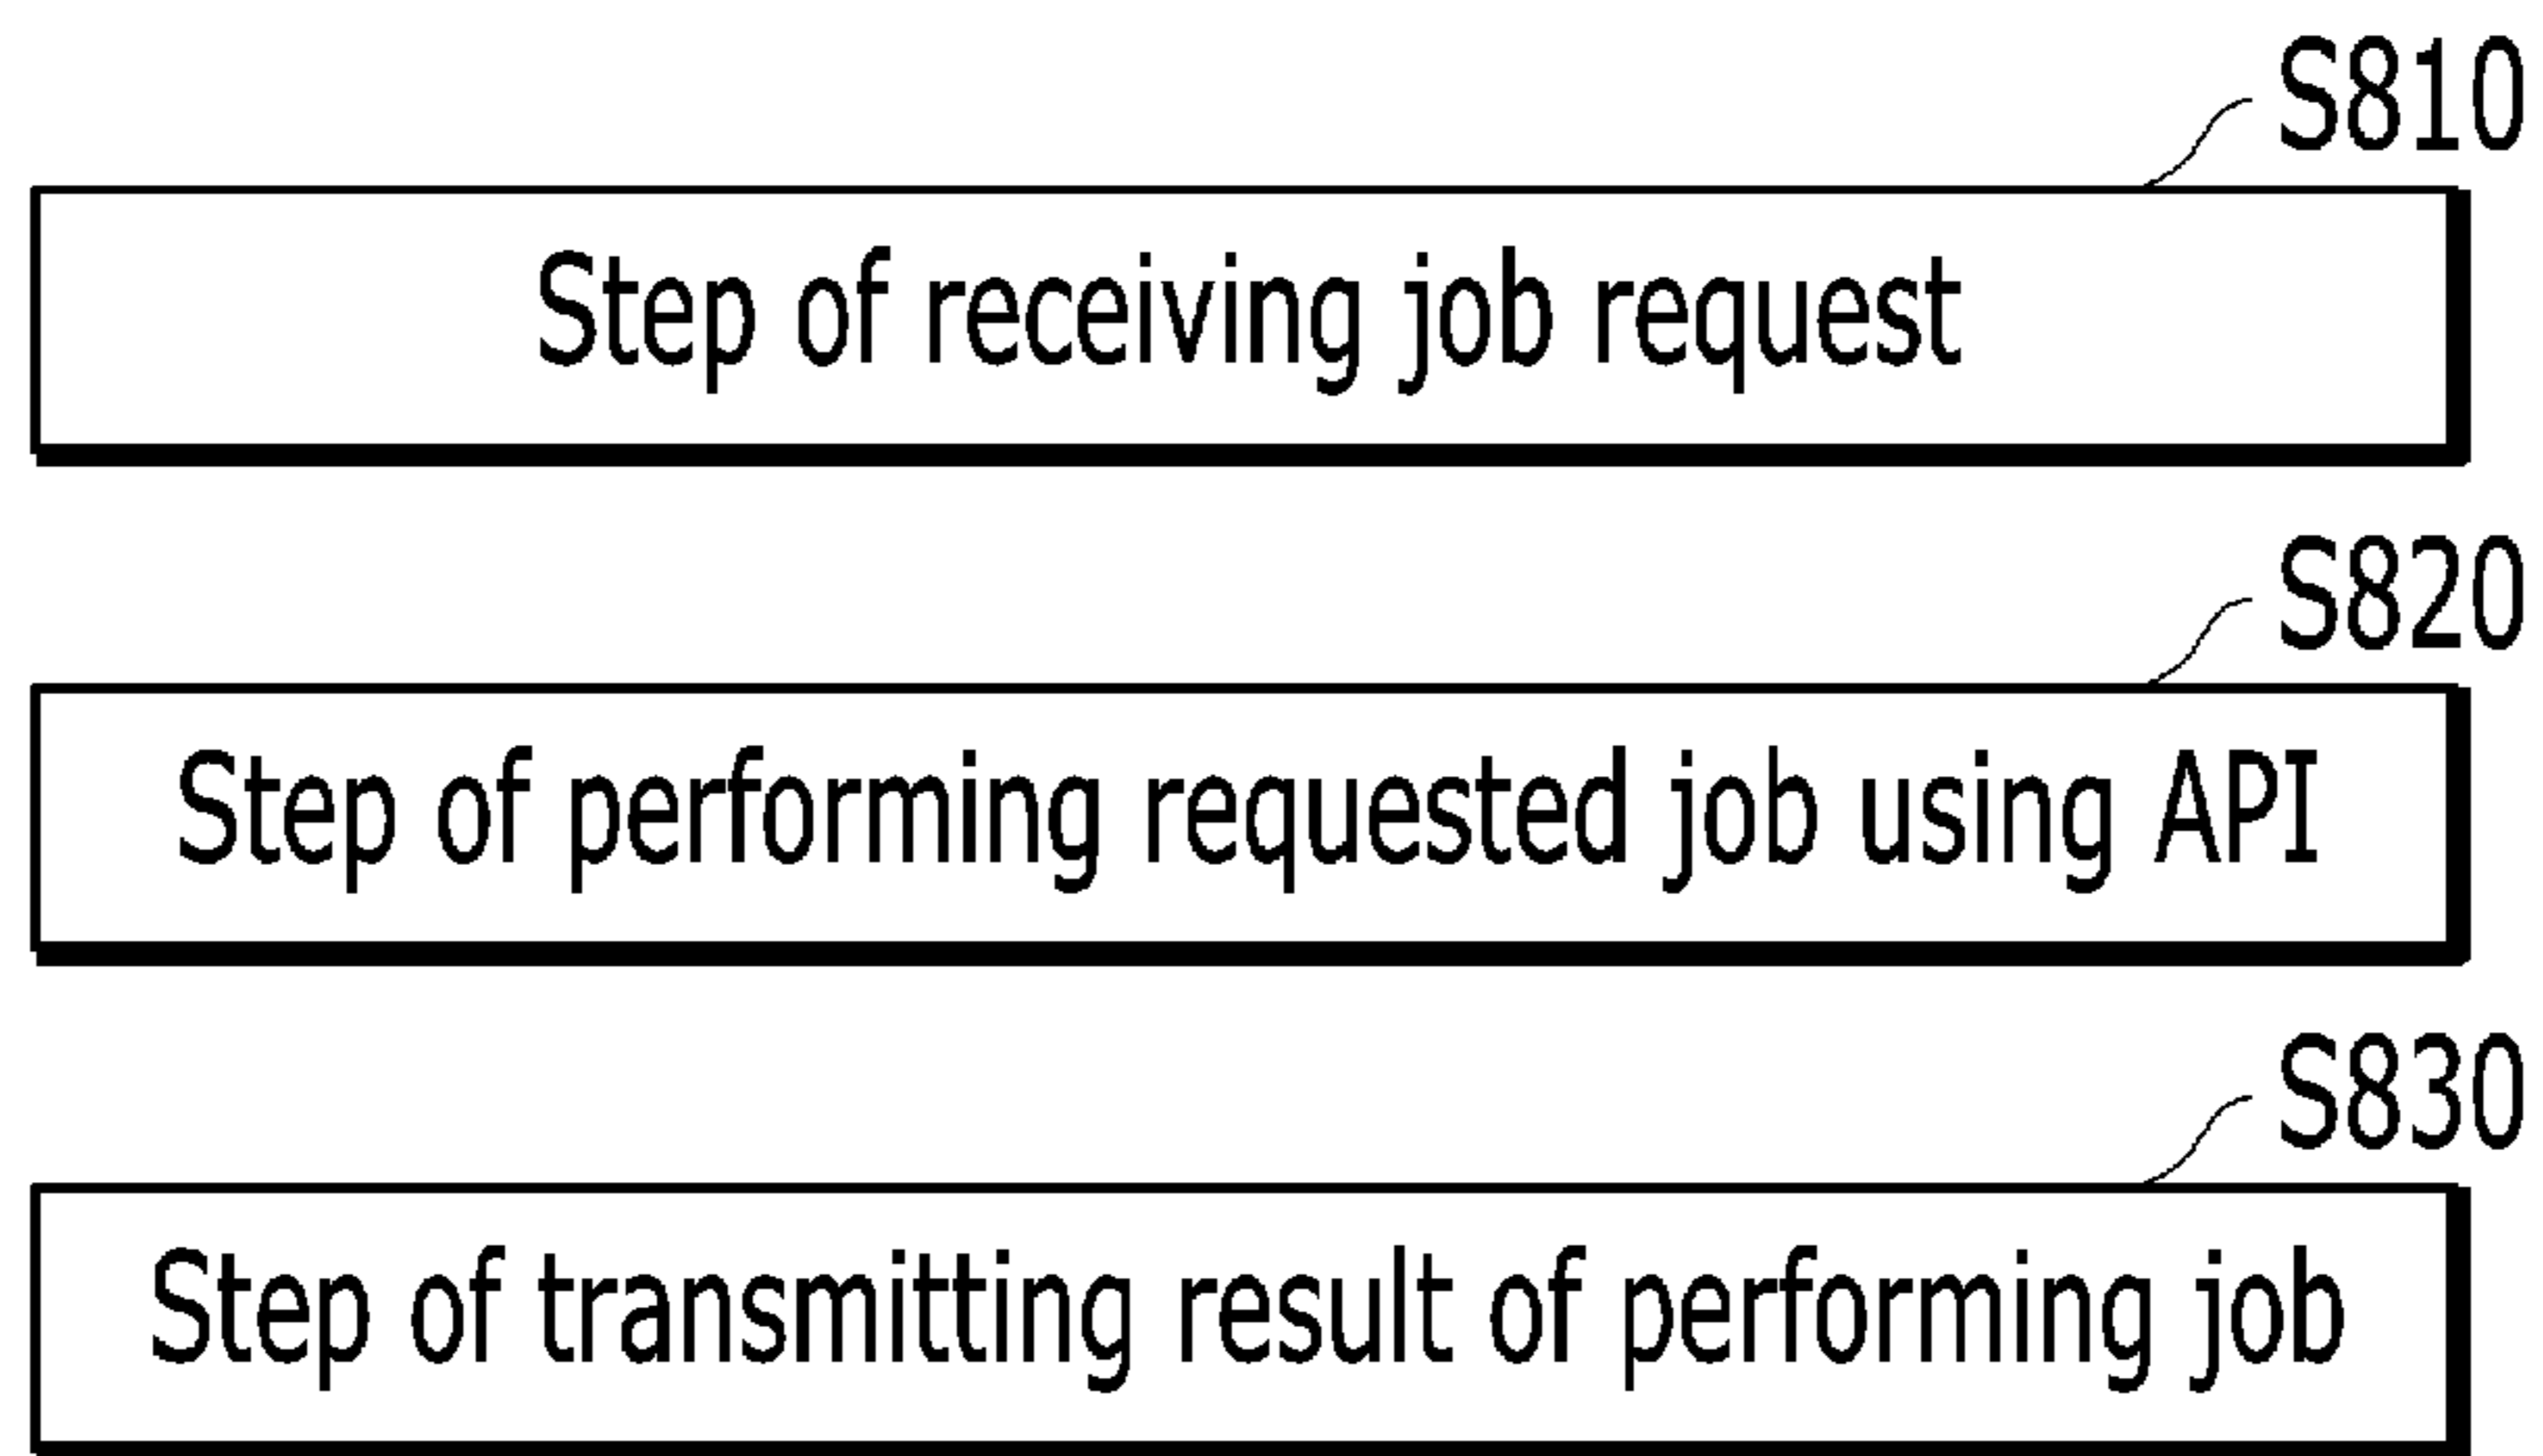 S810
Step of receiving job request
S820
Step of performing requested job using API
S830
Step of transmitting result of performing job